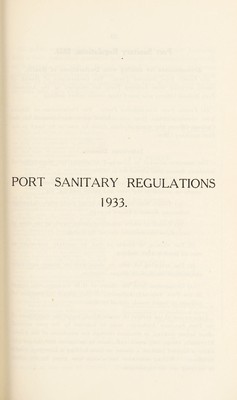 PORT SANITARY REGULATIONS
1933.